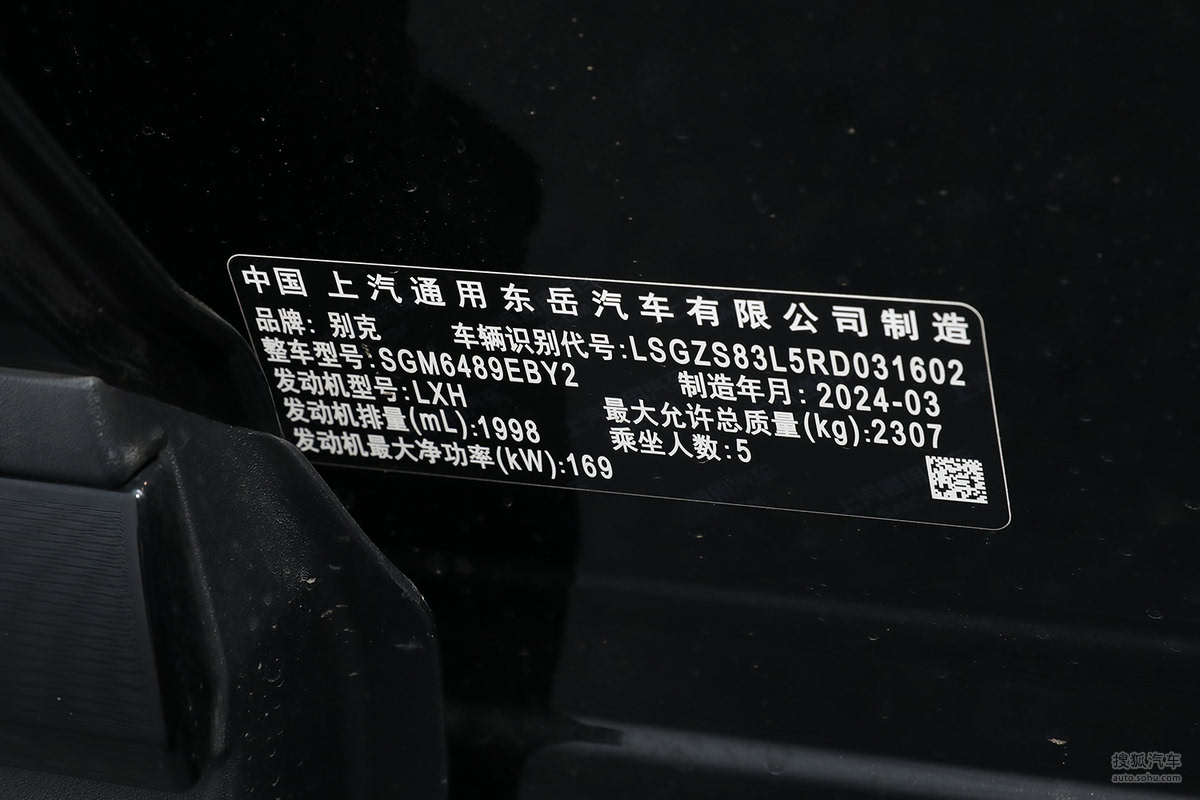 中国 上汽通用东岳汽车有限公司制造
品牌: 别克 车辆识别代号:LSGZS83L5RD031602
整车型号:SGM6489EBY2 制造年月: 2024-03
发动机型号:LXH 最大允许总质量(kg):2307
发动机排量(mL):1998 乘坐人数:5
发动机最大净功率(kW):169
搜狐汽车
auto.sohu.com